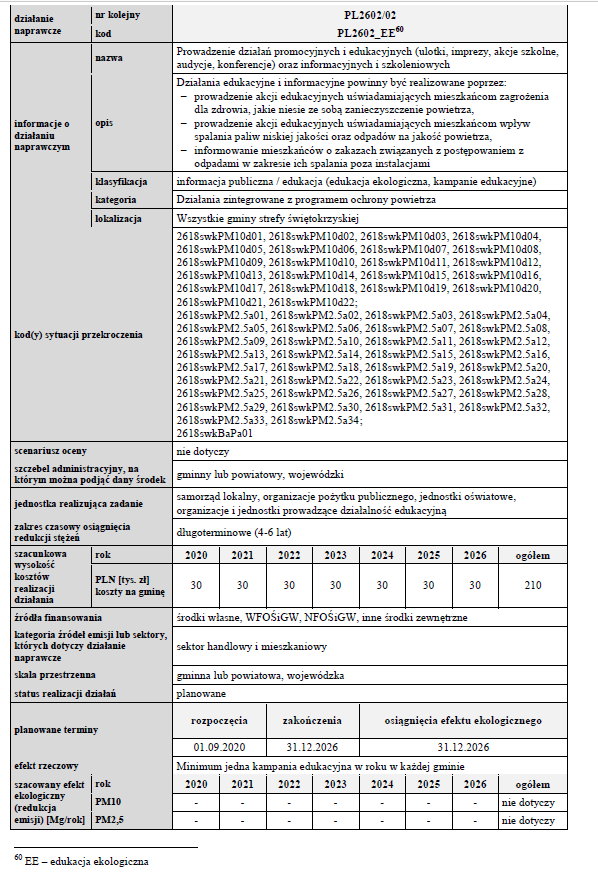 działanie naprawcze
nr kolejny
PL2602/02
kod
PL2602_EE60
informacje o działaniu naprawczym
nazwa
Prowadzenie działań promocyjnych i edukacyjnych (ulotki, imprezy, akcje szkolne,
audycje, konferencje) oraz informacyjnych i szkoleniowych
opis
Działania edukacyjne i informacyjne powinny być realizowane poprzez:
– prowadzenie akcji edukacyjnych uświadamiających mieszkańcom zagrożenia
dla zdrowia, jakie niesie ze sobą zanieczyszczenie powietrza,
– prowadzenie akcji edukacyjnych uświadamiających mieszkańcom wpływ
spalania paliw niskiej jakości oraz odpadów na jakość powietrza,
– informowanie mieszkańców o zakazach związanych z postępowaniem z
odpadami w zakresie ich spalania poza instalacjami
klasyfikacja
informacja publiczna / edukacja (edukacja ekologiczna, kampanie edukacyjne)
kategoria
Działania zintegrowane z programem ochrony powietrza
lokalizacja
Wszystkie gminy strefy świętokrzyskiej
kod(y) sytuacji przekroczenia
2618swkPM10d01, 2618swkPM10d02, 2618swkPM10d03, 2618swkPM10d04,
2618swkPM10d05, 2618swkPM10d06, 2618swkPM10d07, 2618swkPM10d08,
2618swkPM10d09, 2618swkPM10d10, 2618swkPM10d11, 2618swkPM10d12,
2618swkPM10d13, 2618swkPM10d14, 2618swkPM10d15, 2618swkPM10d16,
2618swkPM10d17, 2618swkPM10d18, 2618swkPM10d19, 2618swkPM10d20,
2618swkPM10d21, 2618swkPM10d22;
2618swkPM2.5a01, 2618swkPM2.5a02, 2618swkPM2.5a03, 2618swkPM2.5a04,
2618swkPM2.5a05, 2618swkPM2.5a06, 2618swkPM2.5a07, 2618swkPM2.5a08,
2618swkPM2.5a09, 2618swkPM2.5a10, 2618swkPM2.5a11, 2618swkPM2.5a12,
2618swkPM2.5a13, 2618swkPM2.5a14, 2618swkPM2.5a15, 2618swkPM2.5a16,
2618swkPM2.5a17, 2618swkPM2.5a18, 2618swkPM2.5a19, 2618swkPM2.5a20,
2618swkPM2.5a21, 2618swkPM2.5a22, 2618swkPM2.5a23, 2618swkPM2.5a24,
2618swkPM2.5a25, 2618swkPM2.5a26, 2618swkPM2.5a27, 2618swkPM2.5a28,
2618swkPM2.5a29, 2618swkPM2.5a30, 2618swkPM2.5a31, 2618swkPM2.5a32,
2618swkPM2.5a33, 2618swkPM2.5a34;
2618swkBaPa01
scenariusz oceny
nie dotyczy
szczebel administracyjny, na
którym można podjąć dany środek
gminny lub powiatowy, wojewódzki
jednostka realizująca zadanie
samorząd lokalny, organizacje pożytku publicznego, jednostki oświatowe,
organizacje i jednostki prowadzące działalność edukacyjną
zakres czasowy osiągnięcia
redukcji stężeń
długoterminowe (4-6 lat)
szacunkowa
wysokość
kosztów
realizacji
działania
rok 2020 2021 2022 2023 2024 2025 2026 ogółem
PLN [tys. zł]
koszty na gminę
30 30 30 30 30 30 30 210
źródła finansowania
środki własne, WFOŚiGW, NFOŚiGW, inne środki zewnętrzne
kategoria źródeł emisji lub sektory,
których dotyczy działanie
naprawcze
sektor handlowy i mieszkaniowy
skala przestrzenna
gminna lub powiatowa, wojewódzka
status realizacji działań
planowane
planowane terminy
rozpoczęcia zakończenia osiągnięcia efektu ekologicznego
01.09.2020 31.12.2026 31.12.2026
efekt rzeczowy
Minimum jedna kampania edukacyjna w roku w każdej gminie
szacowany efekt
ekologiczny
(redukcja
emisji) [Mg/rok]
rok 2020 2021 2022 2023 2024 2025 2026 ogółem
PM10 - - - - - - - nie dotyczy
PM2,5 - - - - - - - nie dotyczy
60 EE – edukacja ekologiczna